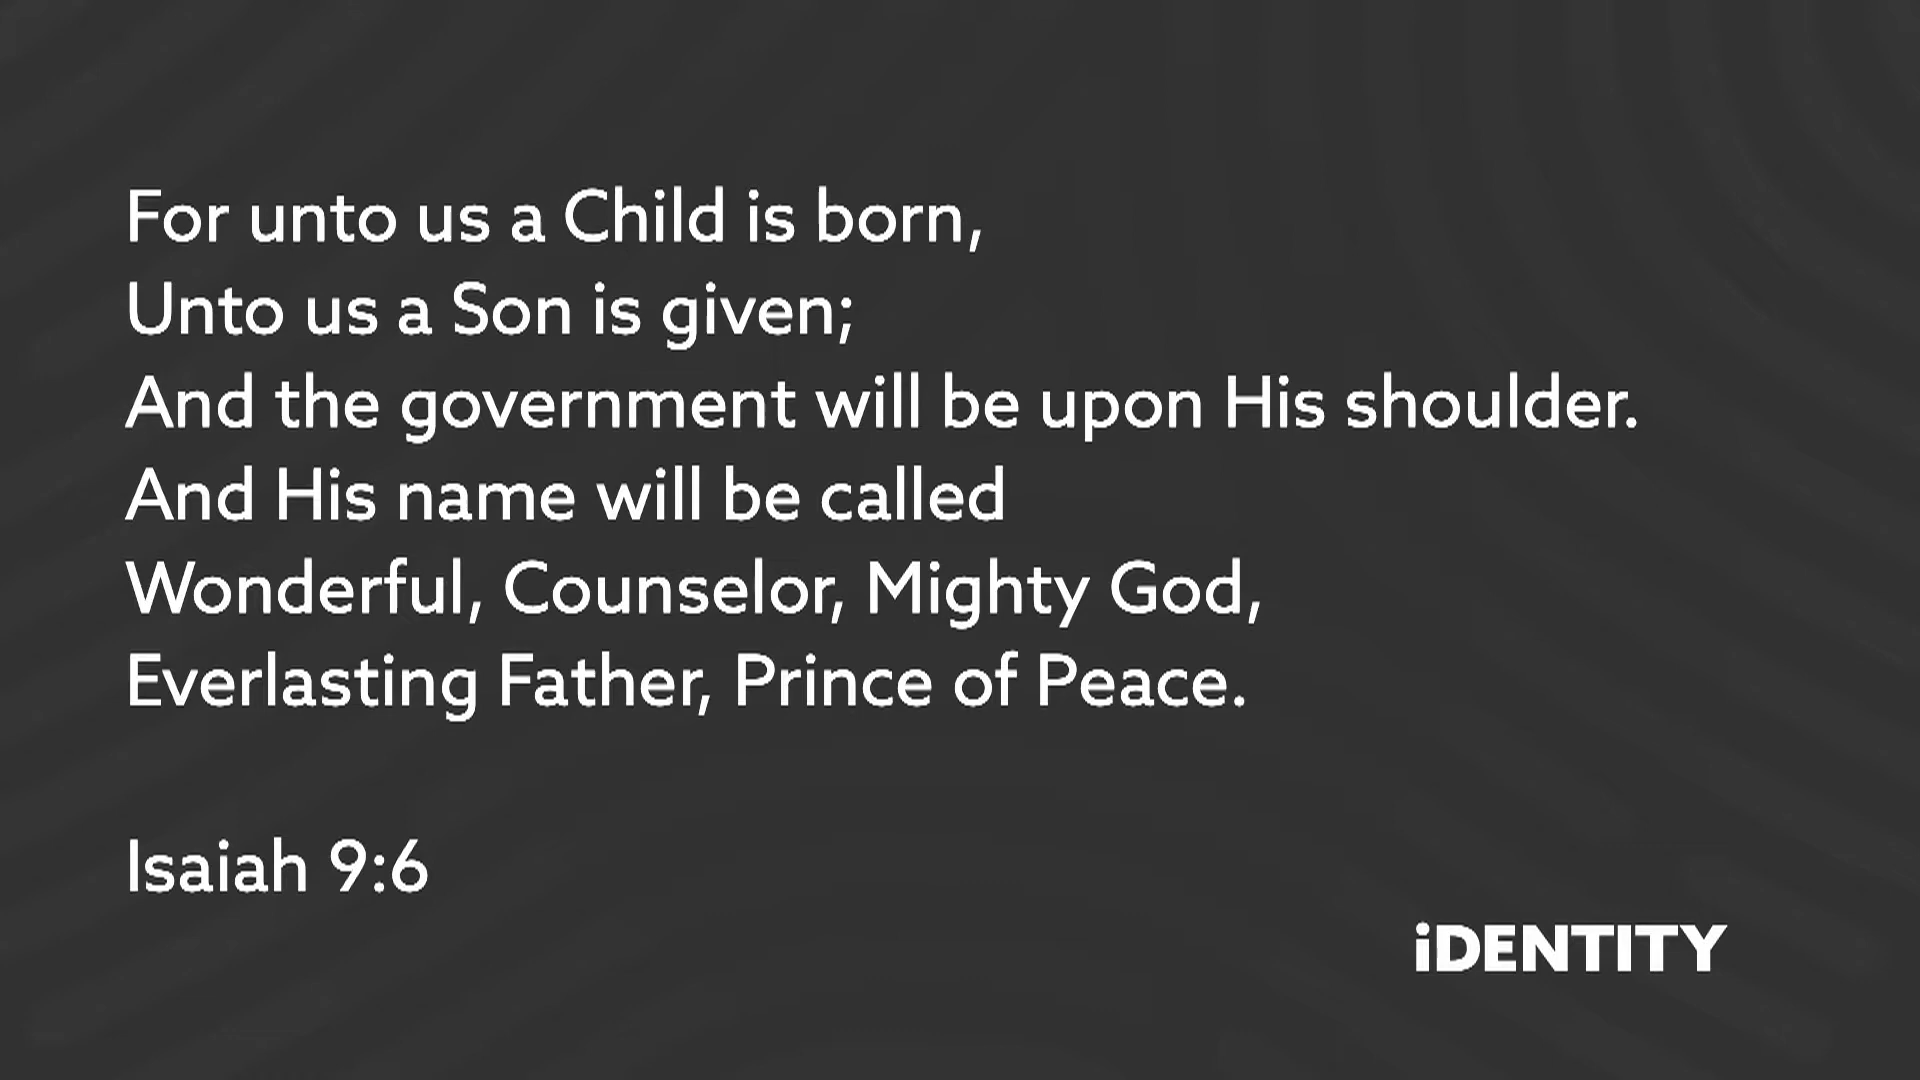 For unto us a Child is born,
Unto us a Son is given;
And the government will be upon His shoulder.
And His name will be called
Wonderful, Counselor, Mighty God,
Everlasting Father, Prince of Peace.
Isaiah 9:6
iDENTITY